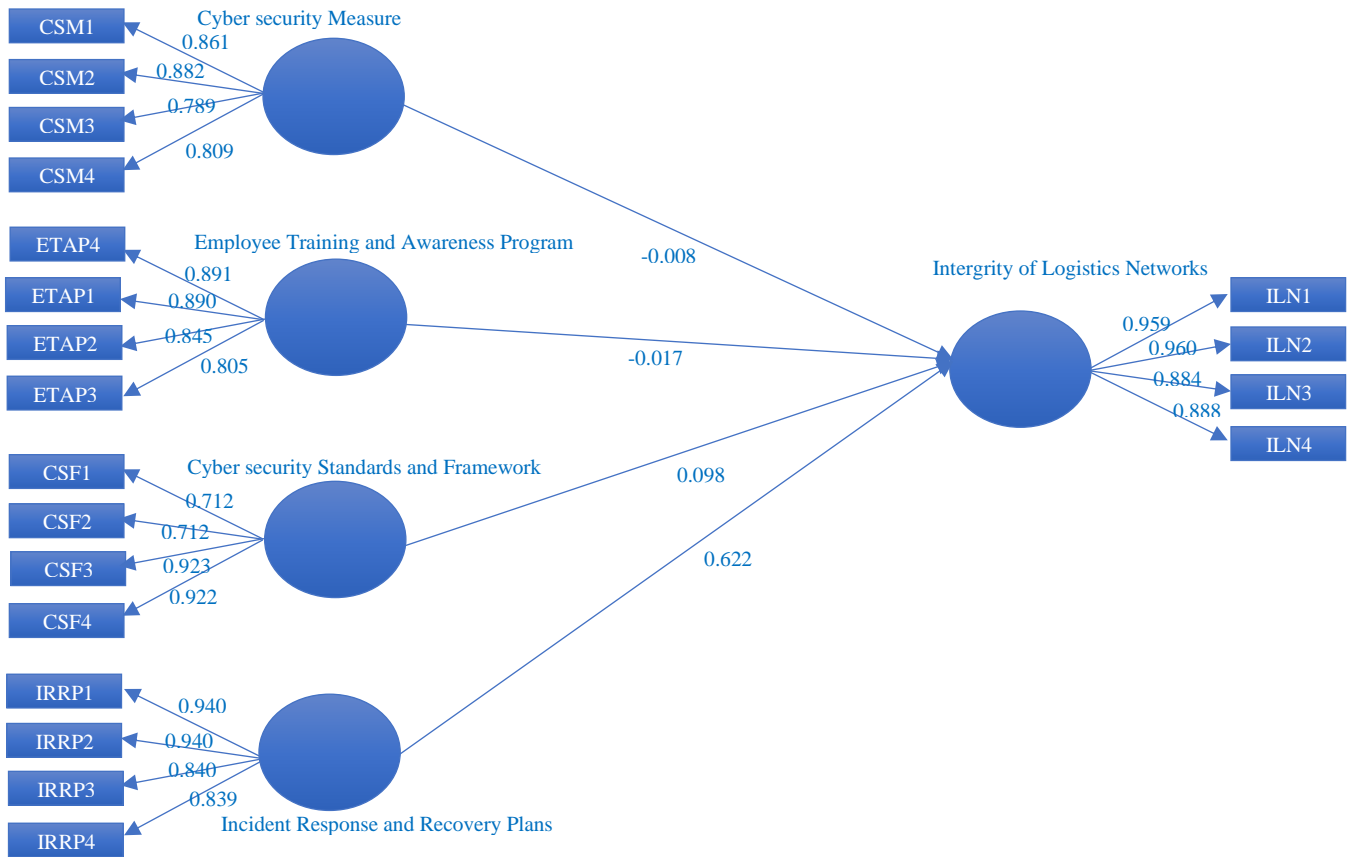 Cyber security Measure
CSM1
0.861
CSM2
0.882
CSM3
0.789
CSM4
0.809
-0.008
Employee Training and Awareness Program
ETAP4
0.891
ETAP1
0.890
ETAP2
0.845
ETAP3
0.805
-0.017
Cyber security Standards and Framework
CSF1
0.712
CSF2
0.712
CSF3
0.923
CSF4
0.922
0.098
IRRP1
0.940
IRRP2
0.940
IRRP3
0.840
IRRP4
0.839
Incident Response and Recovery Plans
0.622
Intergrity of Logistics Networks
0.959
ILN1
0.960
ILN2
0.884
ILN3
0.888
ILN4